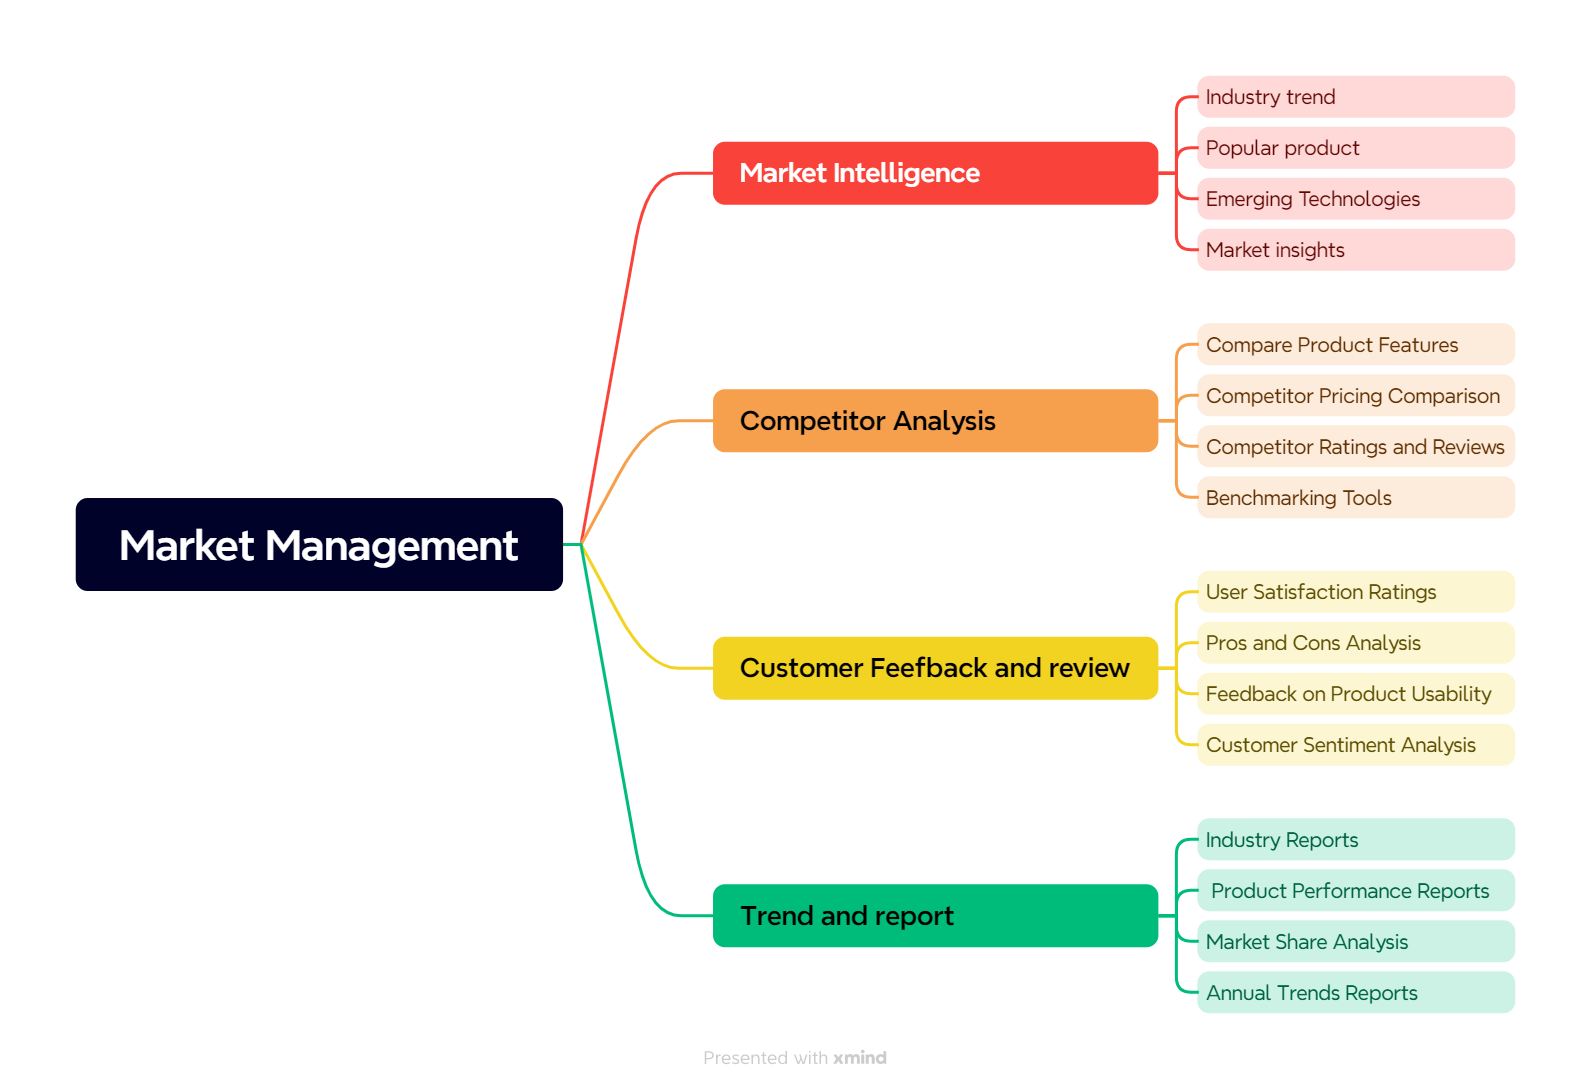 Market Management
Market Intelligence
Industry trend
Popular product
Emerging Technologies
Market insights
Competitor Analysis
Compare Product Features
Competitor Pricing Comparison
Competitor Ratings and Reviews
Benchmarking Tools
Customer Feefback and review
User Satisfaction Ratings
Pros and Cons Analysis
Feedback on Product Usability
Customer Sentiment Analysis
Trend and report
Industry Reports
Product Performance Reports
Market Share Analysis
Annual Trends Reports
Presented with xmind